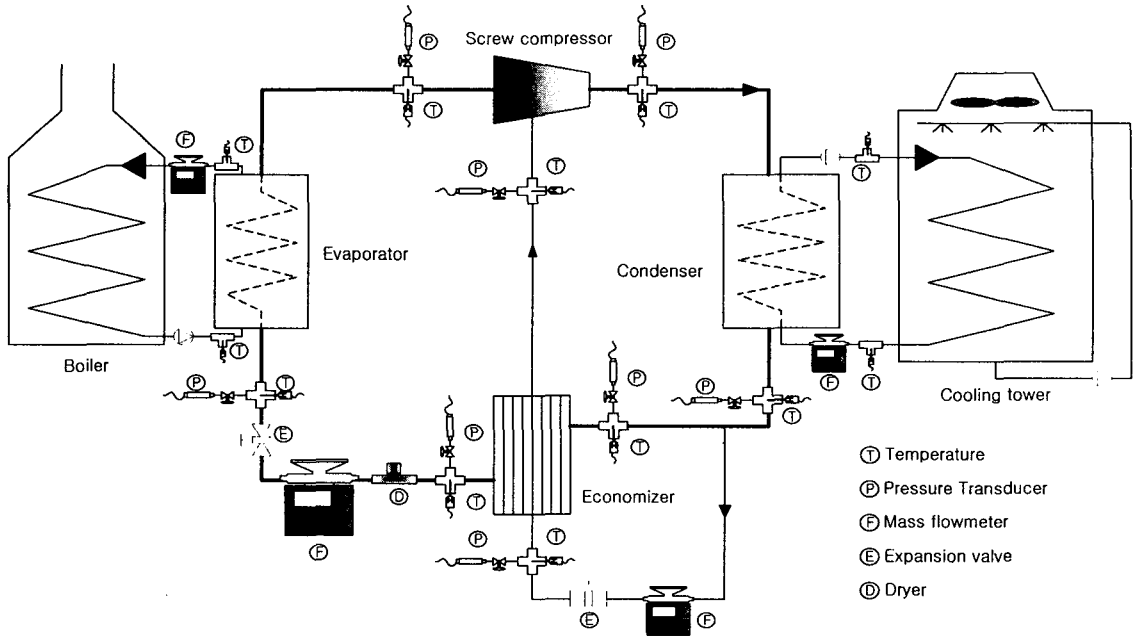 Screw compressor
P
P
T
T
F
T
P
T
T
Evaporator
Condenser
T
F
T
Boiler
P
T
P
P
T
Cooling tower
E
P
T
T
D
Economizer
F
P
T
E
F
T Temperature
P Pressure Transducer
F Mass flowmeter
E Expansion valve
D Dryer